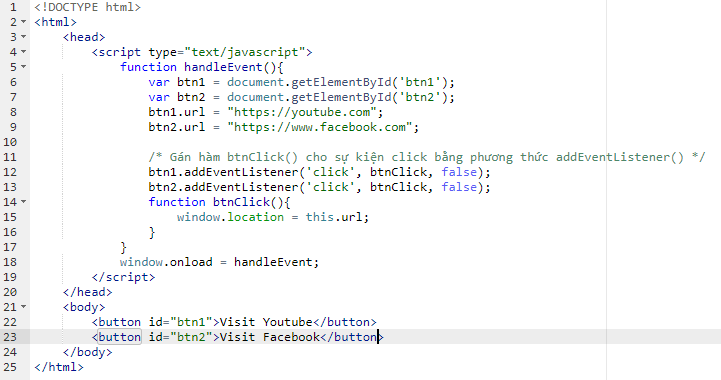 1 <!DOCTYPE html>
2 <html>
3 <head>
4 <script type="text/javascript">
5 function handleEvent(){
6 var btn1 = document.getElementById('btn1');
7 var btn2 = document.getElementById('btn2');
8 btn1.url = "https://youtube.com";
9 btn2.url = "https://www.facebook.com";
10
11 /* Gán hàm btnClick() cho sự kiện click bằng phương thức addEventListener() */
12 btn1.addEventListener('click', btnClick, false);
13 btn2.addEventListener('click', btnClick, false);
14 function btnClick(){
15 window.location = this.url;
16 }
17 }
18 window.onload = handleEvent;
19 </script>
20 </head>
21 <body>
22 <button id="btn1">Visit Youtube</button>
23 <button id="btn2">Visit Facebook</button>
24 </body>
25 </html>